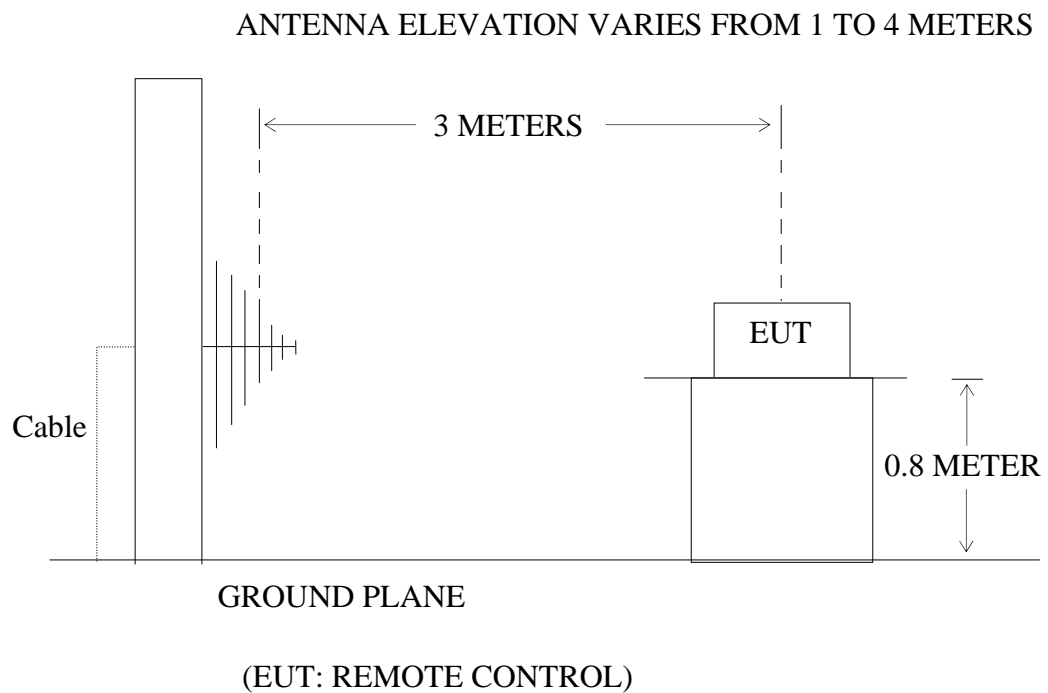 ANTENNA ELEVATION VARIES FROM 1 TO 4 METERS
3 METERS
EUT
Cable
0.8 METER
GROUND PLANE
(EUT: REMOTE CONTROL)